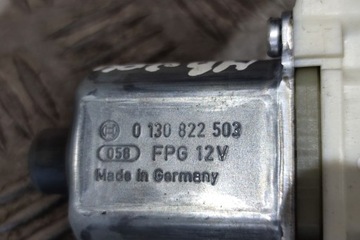 0 130 822 503
058 FPG 12V
Made in Germany